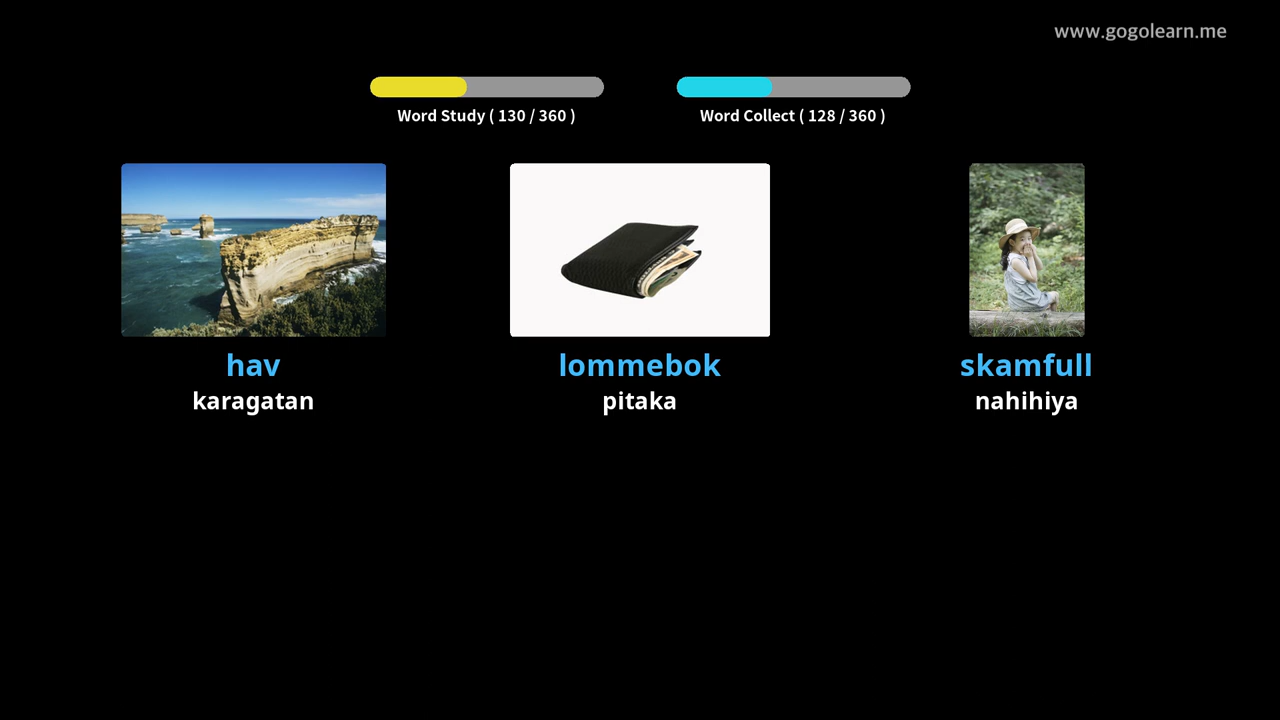 www.gogolearn.me
Word Study ( 130 / 360 )
Word Collect ( 128 / 360 )
hav
karagatan
lommebok
pitaka
skamfull
nahihiya